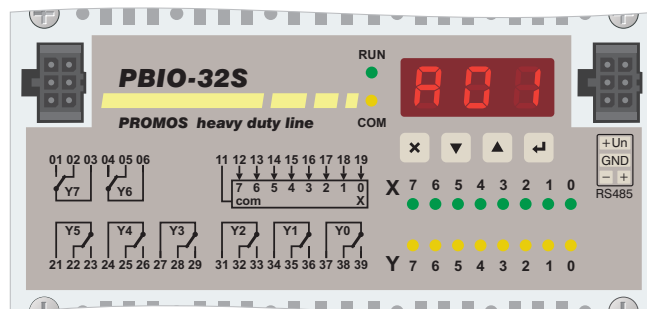 RUN
PBIO-32S
A01
PROMOS heavy duty line
COM
+Un
GND
- +
RS485
01 02 03 04 05 06
Y7 Y6
11 12 13 14 15 16 17 18 19
7 6 5 4 3 2 1 0
com X
X 7 6 5 4 3 2 1 0
Y5 Y4 Y3 Y2 Y1 Y0
21 22 23 24 25 26 27 28 29 31 32 33 34 35 36 37 38 39
Y 7 6 5 4 3 2 1 0